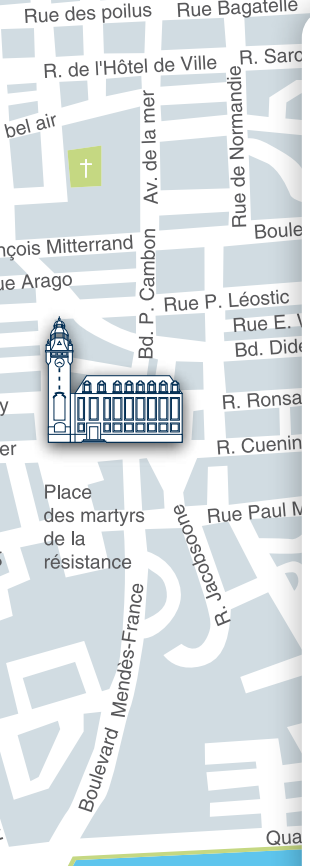 Rue des poilus
Rue Bagatelle
R. de l'Hôtel de Ville
R. Sarc
bel air
Av. de la mer
Rue de Normandie
nçois Mitterrand
Boule
ue Arago
Bd. P. Cambon
Rue P. Léostic
Rue E.
Bd. Dide
y
R. Ronsa
er
R. Cuenin
Place
des martyrs
de la
résistance
R. Jacobsone
Rue Paul M
Boulevard Mendès-France
Qua